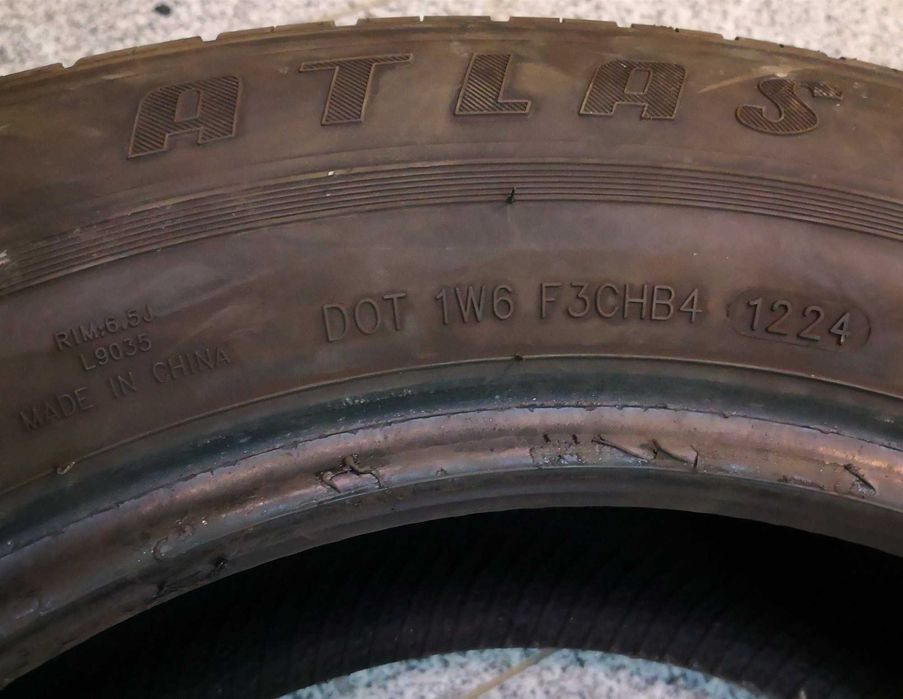 ATLAS
RIM:6.5J
L9035
MADE IN CHINA
DOT 1W6 F3CHB4 1224